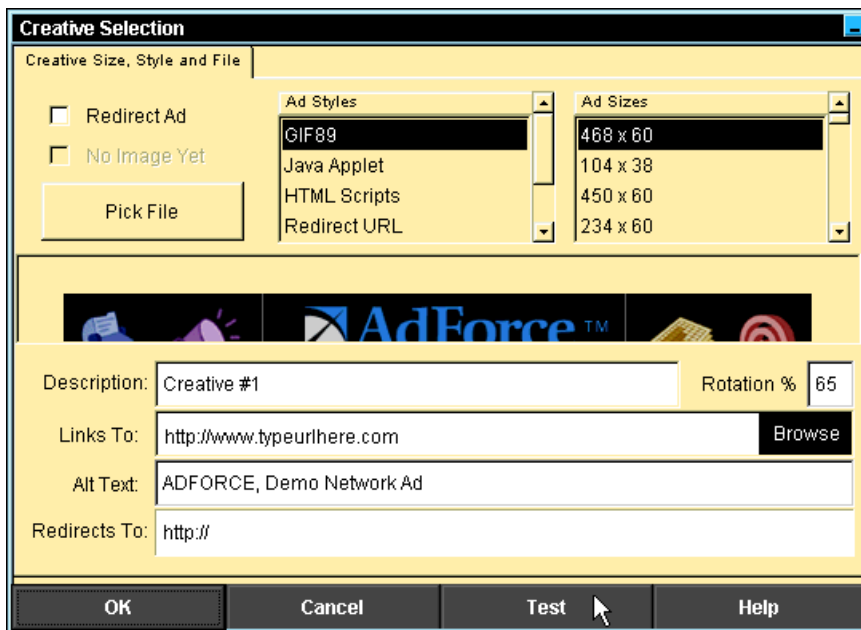 Creative Selection
Creative Size, Style and File
Redirect Ad
No Image Yet
Pick File
Ad Styles
GIF89
Java Applet
HTML Scripts
Redirect URL
Ad Sizes
468 x 60
104 x 38
450 x 60
234 x 60
AdForce TM
Description: Creative #1 Rotation % 65
Links To: http://www.typeurlhere.com Browse
Alt Text: ADFORCE, Demo Network Ad
Redirects To: http://
OK Cancel Test Help